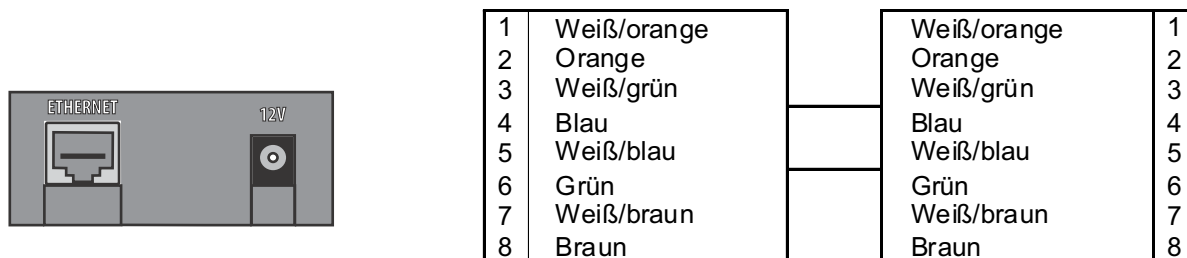 ETHERNET 12V
1 Weiß/orange Weiß/orange 1
2 Orange Orange 2
3 Weiß/grün Weiß/grün 3
4 Blau Blau 4
5 Weiß/blau Weiß/blau 5
6 Grün Grün 6
7 Weiß/braun Weiß/braun 7
8 Braun Braun 8